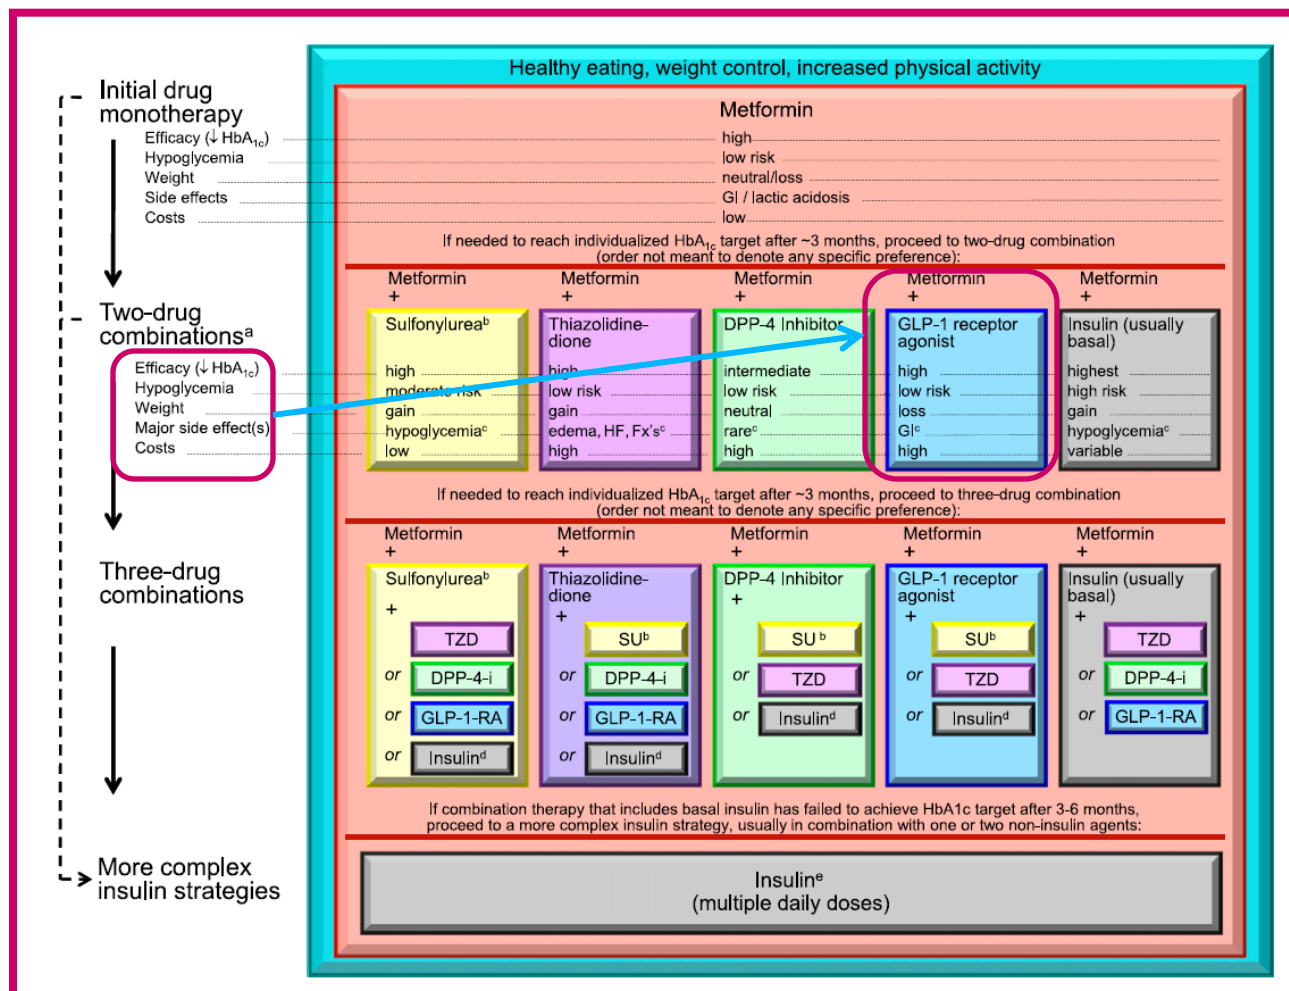 Healthy eating, weight control, increased physical activity
Initial drug
monotherapy
Metformin
Efficacy (↓ HbA1c) high
Hypoglycemia low risk
Weight neutral/loss
Side effects GI / lactic acidosis
Costs low
If needed to reach individualized HbA1c target after ~3 months, proceed to two-drug combination
(order not meant to denote any specific preference):
Metformin Metformin Metformin Metformin Metformin
+ + + + +
Two-drug
combinationsa
Sulfonylureab Thiazolidine- DPP-4 Inhibitor GLP-1 receptor Insulin (usually
dione agonist basal)
Efficacy (↓ HbA1c) high high intermediate high highest
Hypoglycemia moderate risk low risk low risk low risk high risk
Weight gain gain neutral loss gain
Major side effect(s) hypoglycemiac edema, HF, Fx'sc rarec GIc hypoglycemiac
Costs low high high high variable
If needed to reach individualized HbA1c target after ~3 months, proceed to three-drug combination
(order not meant to denote any specific preference):
Metformin Metformin Metformin Metformin Metformin
+ + + + +
Three-drug
combinations
Sulfonylureab Thiazolidine- DPP-4 Inhibitor GLP-1 receptor Insulin (usually
dione agonist basal)
+ + + + +
TZD SUb SU b SUb TZD
or DPP-4-i or DPP-4-i or TZD or TZD or DPP-4-i
or GLP-1-RA or GLP-1-RA or Insulind or Insulind or GLP-1-RA
or Insulind or Insulind
If combination therapy that includes basal insulin has failed to achieve HbA1c target after 3-6 months,
proceed to a more complex insulin strategy, usually in combination with one or two non-insulin agents:
More complex
insulin strategies
Insuline
(multiple daily doses)